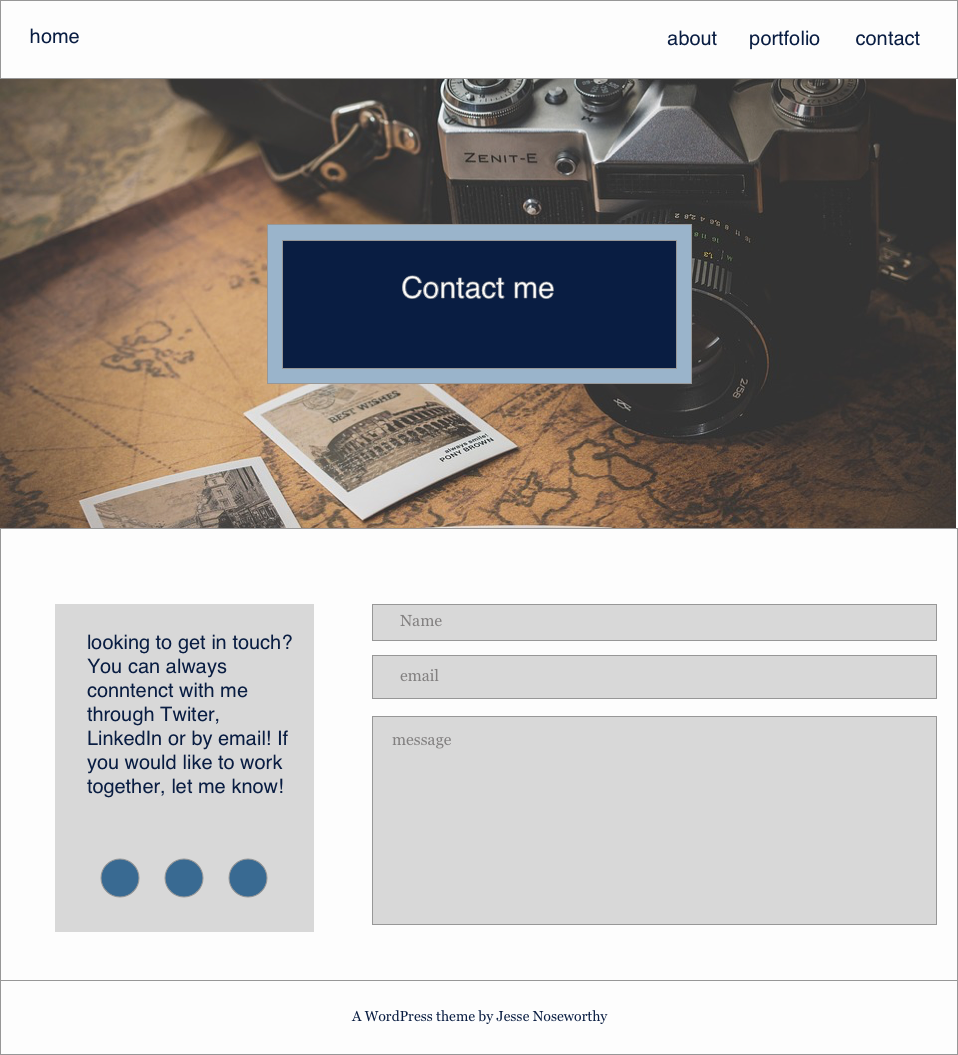 home
about portfolio contact
ZENIT-E
Contact me
2/58
BEST WISHES
always smile!
PONY BROWN
looking to get in touch?
You can always
conntenct with me
through Twiter,
LinkedIn or by email! If
you would like to work
together, let me know!
Name
email
message
A WordPress theme by Jesse Noseworthy